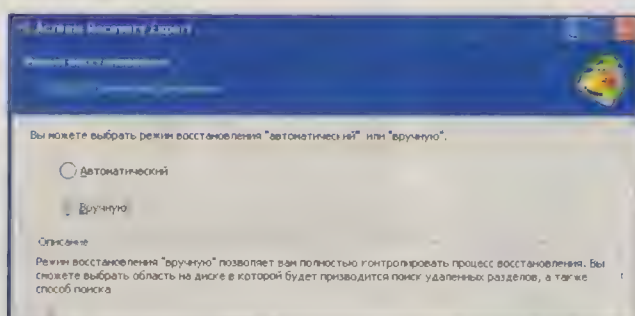 Acronis Recovery Expert
Вы можете выбрать режим восстановления "автоматический" или "вручную".
Автоматический
Вручную
Описание
Режим восстановления "вручную" позволяет вам полностью контролировать процесс восстановления. Вы
сможете выбрать область на диске в которой будет призводится поиск удаленных разделов, а также
способ поиска